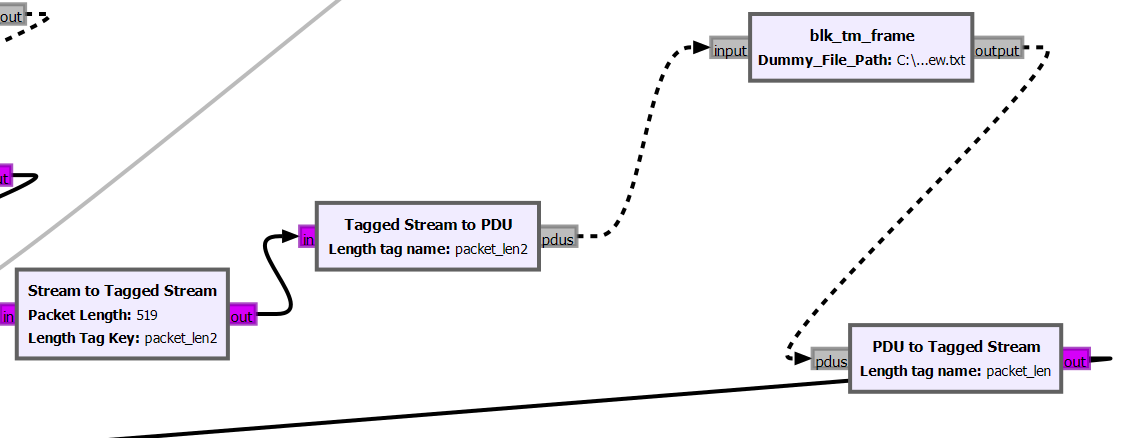 out
blk_tm_frame
input
output
Dummy_File_Path: C:\...ew.txt
ut
Tagged Stream to PDU
in
pdus
Length tag name: packet_len2
Stream to Tagged Stream
in
Packet Length: 519
out
Length Tag Key: packet_len2
PDU to Tagged Stream
pdus
out
Length tag name: packet_len